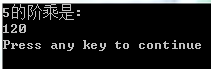 5的阶乘是:
120
Press any key to continue